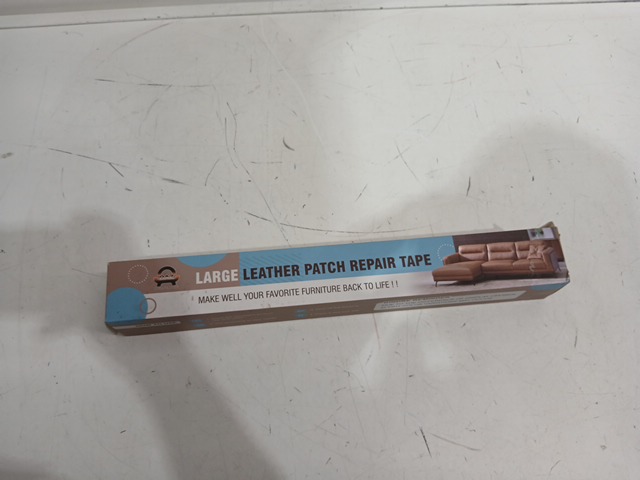 LARGE LEATHER PATCH REPAIR TAPE
MAKE WELL YOUR FAVORITE FURNITURE BACK TO LIFE ! !